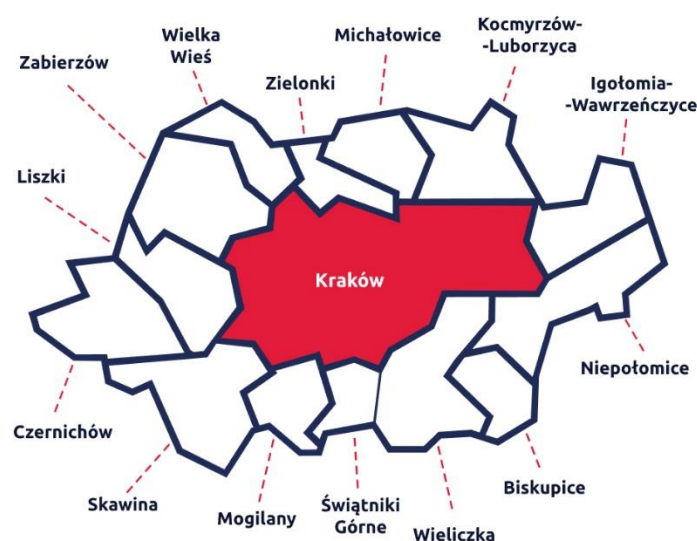 Wielka
Wieś
Zabierzów
Zielonki
Michałowice
Kocmyrzów-
-Luborzyca
Igołomia-
-Wawrzeńczyce
Liszki
Kraków
Niepołomice
Czernichów
Skawina
Mogilany
Świątniki
Górne
Wieliczka
Biskupice